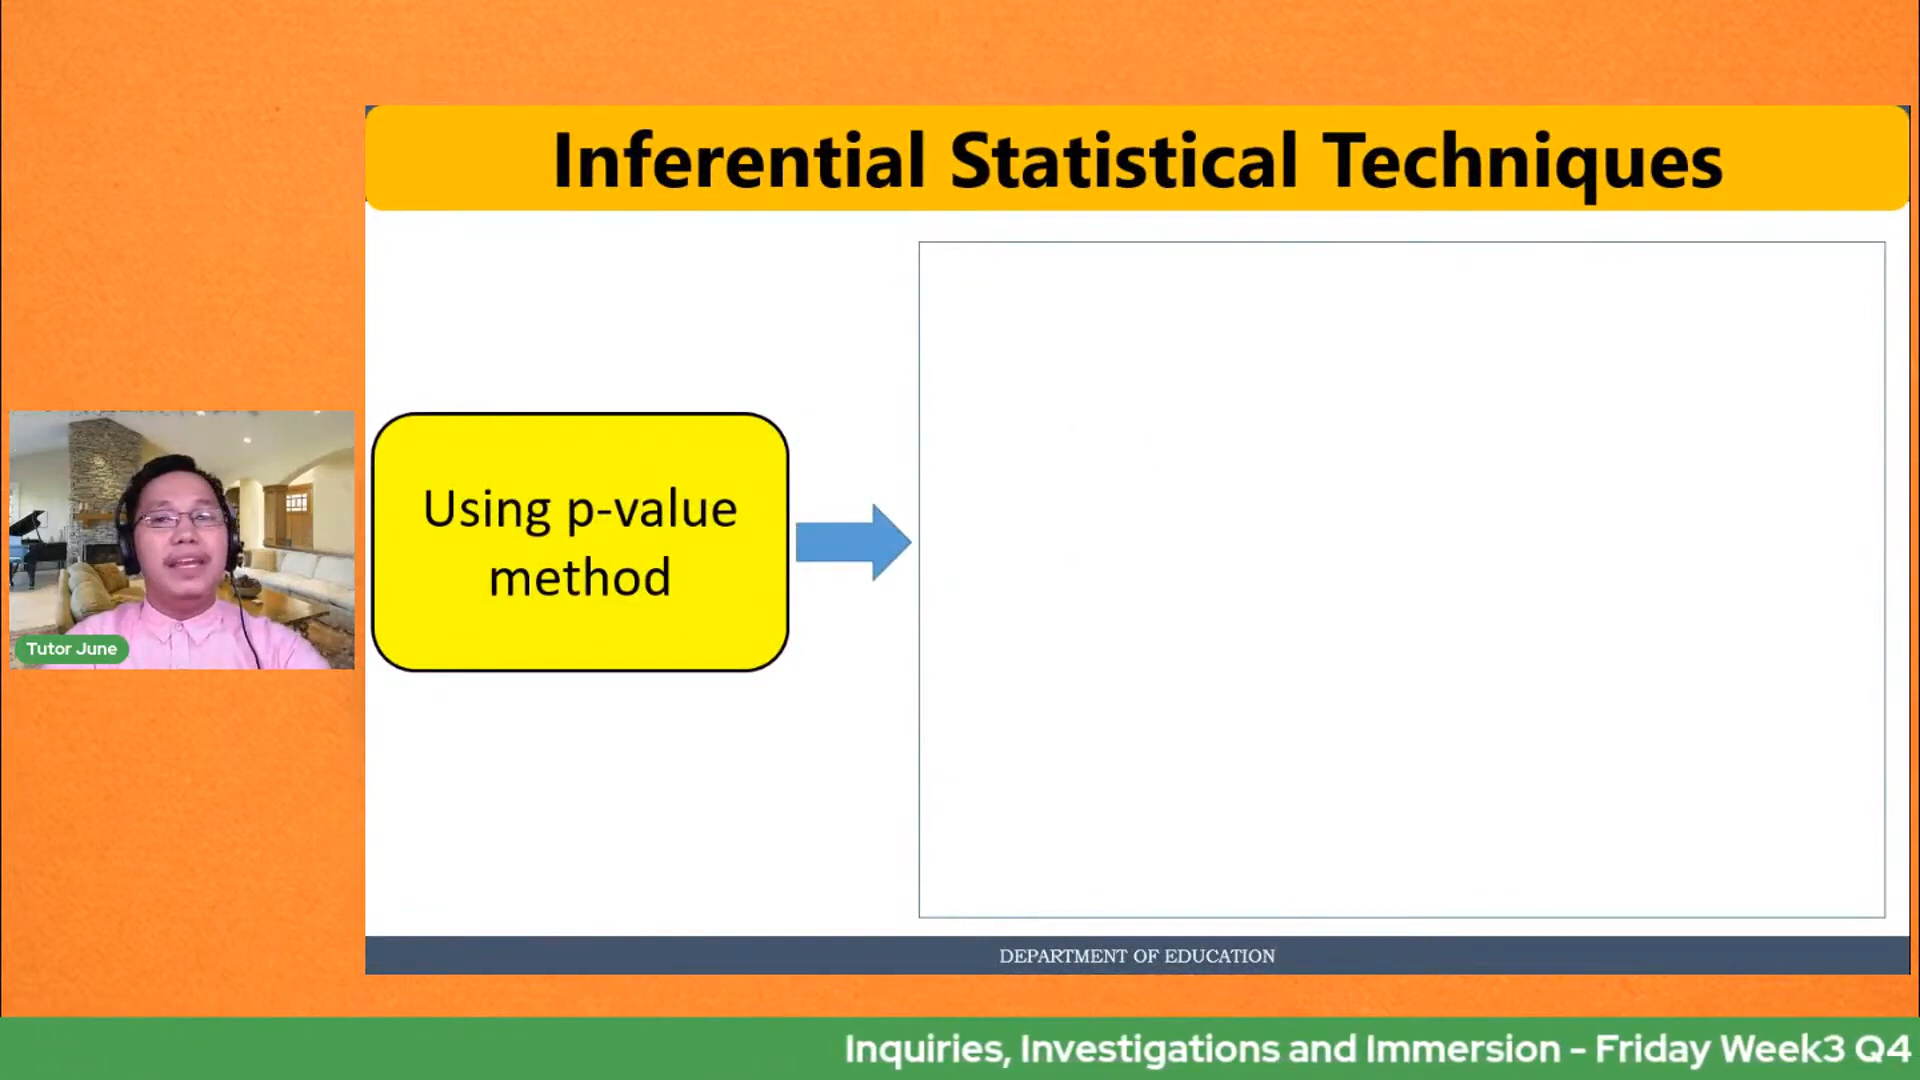 Inferential Statistical Techniques
Using p-value
method
Tutor June
DEPARTMENT OF EDUCATION
Inquiries, Investigations and Immersion - Friday Week3 Q4